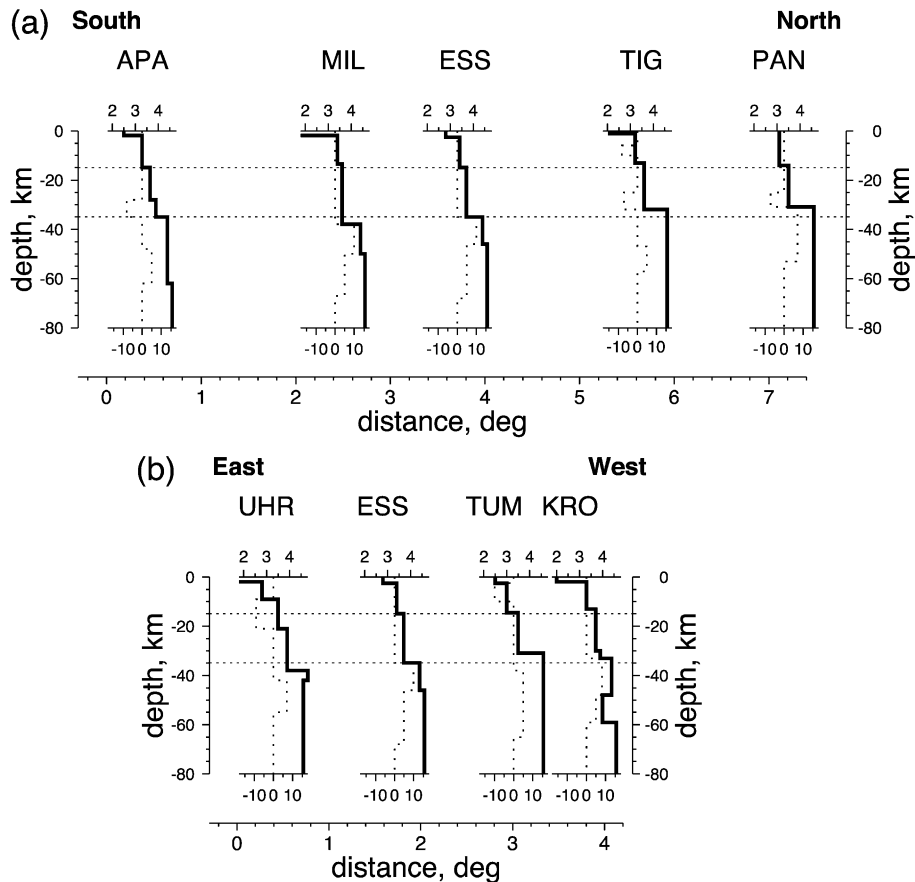 (a) South North
APA MIL ESS TIG PAN
2 3 4 2 3 4 2 3 4 2 3 4 2 3 4
0 0
-20 -20
-40 -40
-60 -60
-80 -80
depth, km depth, km
-10 0 10 -10 0 10 -10 0 10 -10 0 10 -10 0 10
0 1 2 3 4 5 6 7
distance, deg
(b) East West
UHR ESS TUM KRO
2 3 4 2 3 4 2 3 4 2 3 4
0 0
-20 -20
-40 -40
-60 -60
-80 -80
depth, km depth, km
-10 0 10 -10 0 10 -10 0 10 -10 0 10
0 1 2 3 4
distance, deg